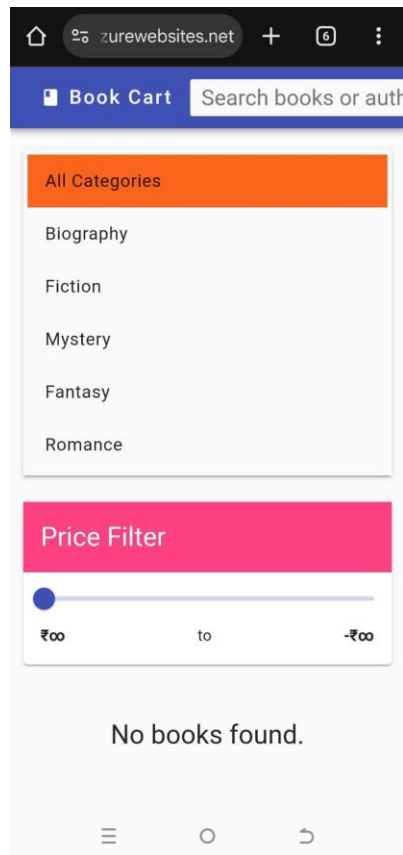 zurewebsites.net 6
Book Cart Search books or auth
All Categories
Biography
Fiction
Mystery
Fantasy
Romance
Price Filter
₹∞ to -₹∞
No books found.